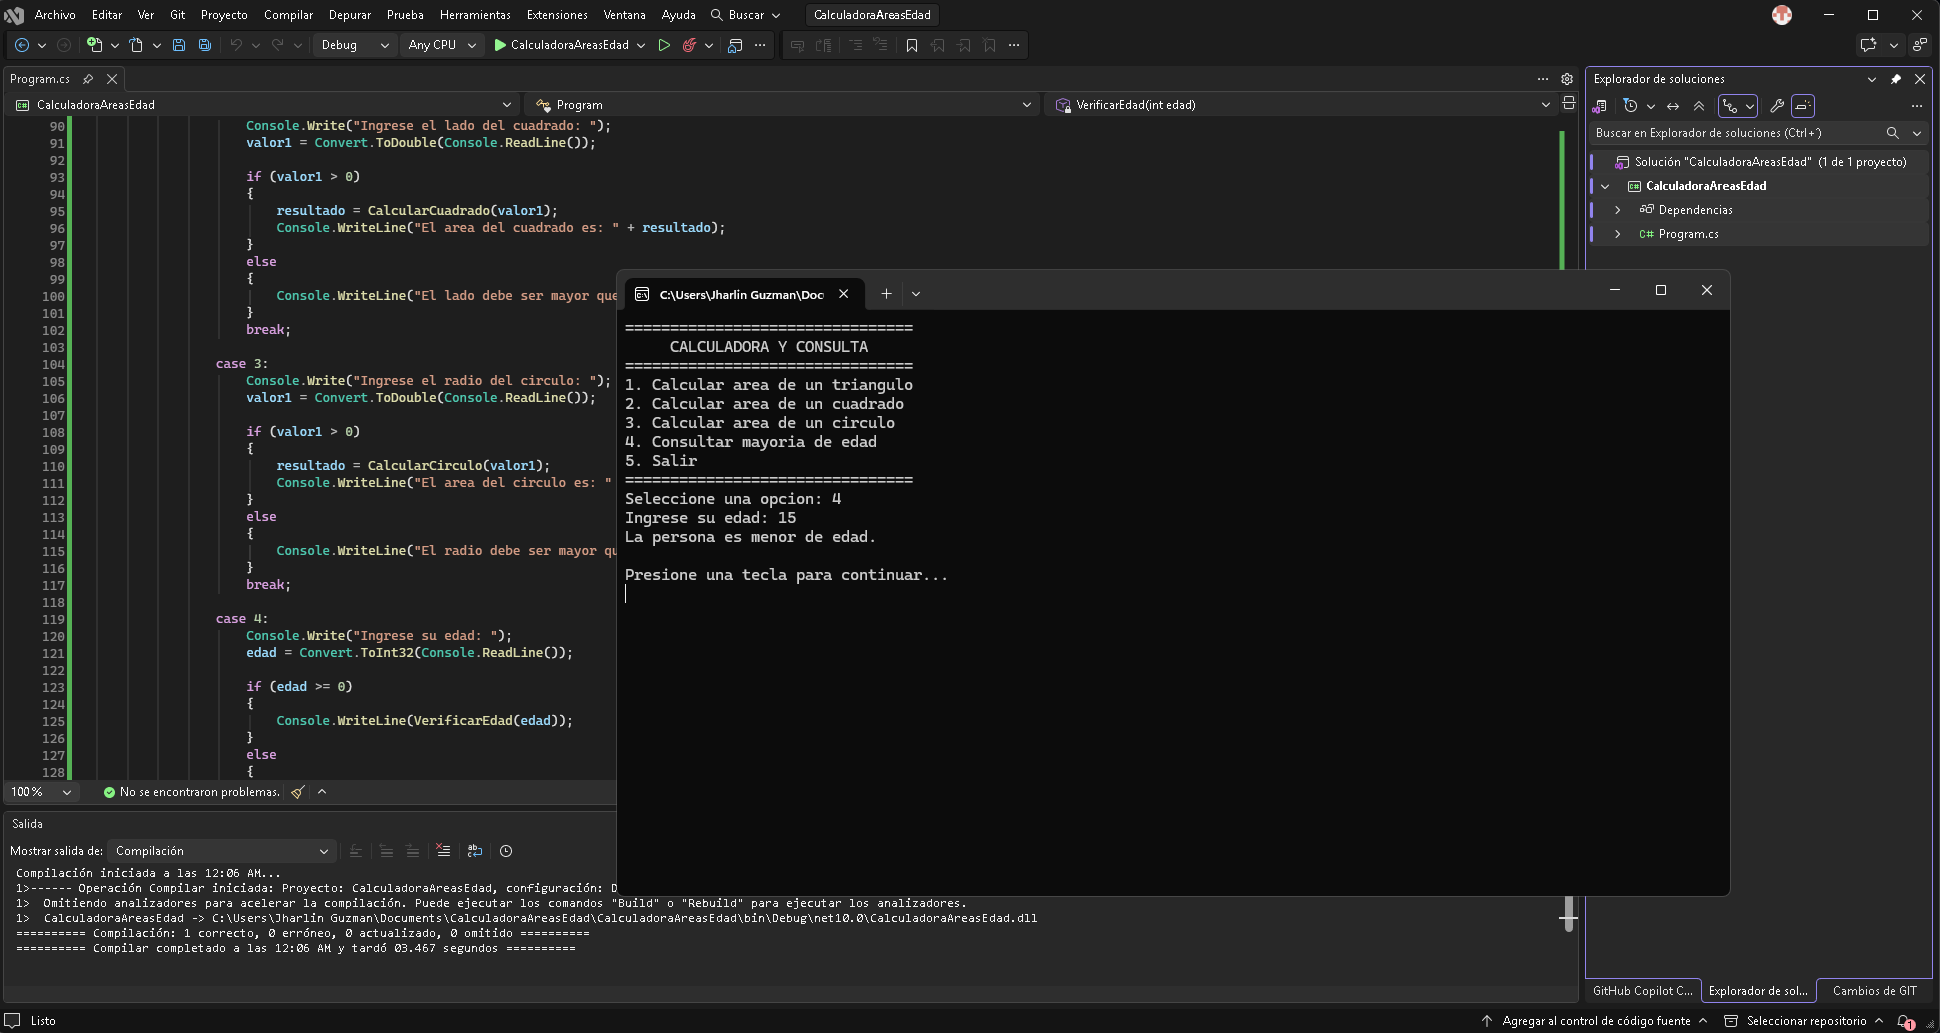 Archivo Editar Ver Git Proyecto Compilar Depurar Prueba Herramientas Extensiones Ventana Ayuda Buscar CalculadoraAreasEdad
Debug Any CPU CalculadoraAreasEdad
Program.cs
CalculadoraAreasEdad Program VerificarEdad(int edad)
90 Console.Write("Ingrese el lado del cuadrado: ");
91 valor1 = Convert.ToDouble(Console.ReadLine());
92
93 if (valor1 > 0)
94 {
95 resultado = CalcularCuadrado(valor1);
96 Console.WriteLine("El area del cuadrado es: " + resultado);
97 }
98 else
99 {
100 Console.WriteLine("El lado debe ser mayor que
101 }
102 break;
103
104 case 3:
105 Console.Write("Ingrese el radio del circulo: ");
106 valor1 = Convert.ToDouble(Console.ReadLine());
107
108 if (valor1 > 0)
109 {
110 resultado = CalcularCirculo(valor1);
111 Console.WriteLine("El area del circulo es: "
112 }
113 else
114 {
115 Console.WriteLine("El radio debe ser mayor qu
116 }
117 break;
118
119 case 4:
120 Console.Write("Ingrese su edad: ");
121 edad = Convert.ToInt32(Console.ReadLine());
122
123 if (edad >= 0)
124 {
125 Console.WriteLine(VerificarEdad(edad));
126 }
127 else
128 {
100 % No se encontraron problemas.
Salida
Mostrar salida de: Compilación
Compilación iniciada a las 12:06 AM...
1>------ Operación Compilar iniciada: Proyecto: CalculadoraAreasEdad, configuración: D
1> Omitiendo analizadores para acelerar la compilación. Puede ejecutar los comandos "Build" o "Rebuild" para ejecutar los analizadores.
1> CalculadoraAreasEdad -> C:\Users\Jharlin Guzman\Documents\CalculadoraAreasEdad\CalculadoraAreasEdad\bin\Debug\net10.0\CalculadoraAreasEdad.dll
========== Compilación: 1 correcto, 0 erróneo, 0 actualizado, 0 omitido ==========
========== Compilar completado a las 12:06 AM y tardó 03.467 segundos ==========
C:\Users\Jharlin Guzman\Doc
================================
CALCULADORA Y CONSULTA
================================
1. Calcular area de un triangulo
2. Calcular area de un cuadrado
3. Calcular area de un circulo
4. Consultar mayoria de edad
5. Salir
================================
Seleccione una opcion: 4
Ingrese su edad: 15
La persona es menor de edad.
Presione una tecla para continuar...
Explorador de soluciones
Buscar en Explorador de soluciones (Ctrl+´)
Solución "CalculadoraAreasEdad" (1 de 1 proyecto)
CalculadoraAreasEdad
Dependencias
C# Program.cs
GitHub Copilot C... Explorador de sol... Cambios de GIT
Listo Agregar al control de código fuente Seleccionar repositorio 1